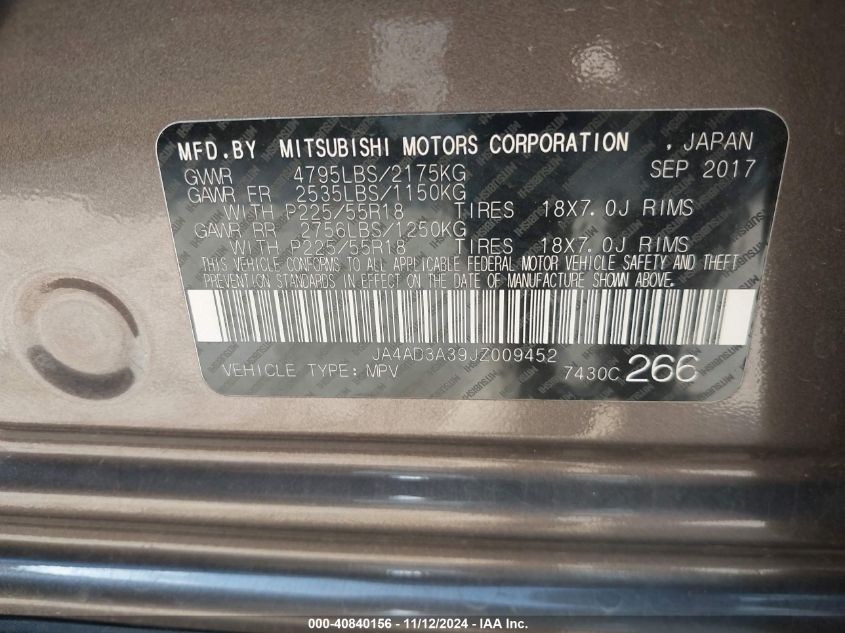 MFD.BY MITSUBISHI MOTORS CORPORATION , JAPAN
GVWR 4795LBS/2175KG SEP 2017
GAWR FR 2535LBS/1150KG
WITH P225/55R18 TIRES 18X7.0J RIMS
GAWR RR 2756LBS/1250KG
WITH P225/55R18 TIRES 18X7.0J RIMS
THIS VEHICLE CONFORMS TO ALL APPLICABLE FEDERAL MOTOR VEHICLE SAFETY AND THEFT
PREVENTION STANDARDS IN EFFECT ON THE DATE OF MANUFACTURE SHOWN ABOVE.
JA4AD3A39JZ009452
VEHICLE TYPE: MPV 7430C 266
000-40840156 - 11/12/2024 - IAA Inc.